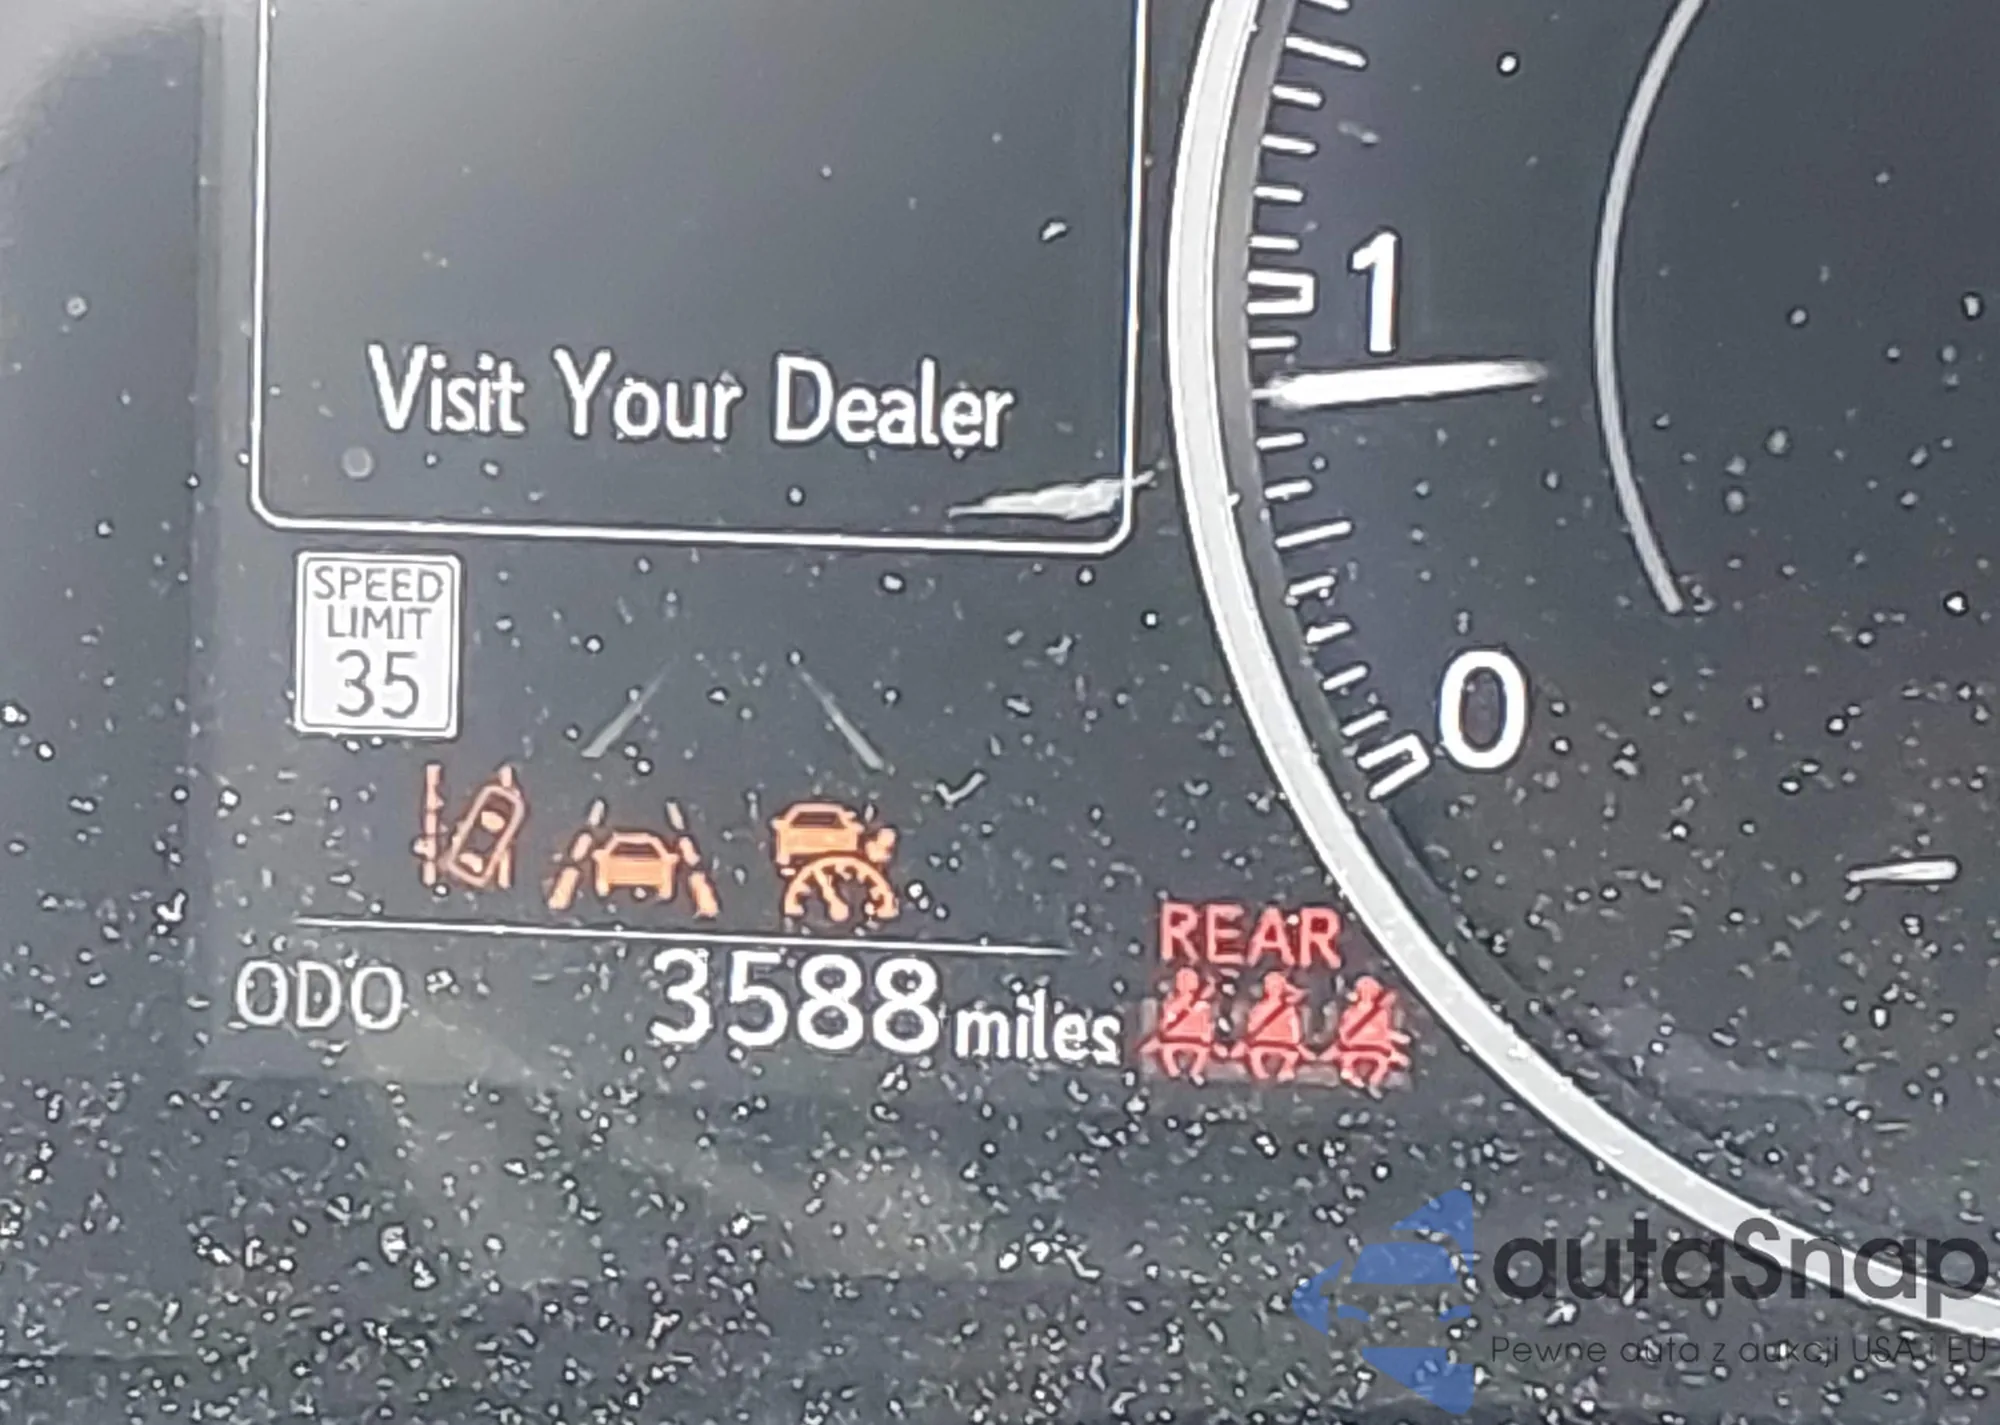 Visit Your Dealer
1
SPEED
LIMIT
35
0
REAR
ODO 3588 miles
autaSnap
Pewne auta z aukcji USA i EU